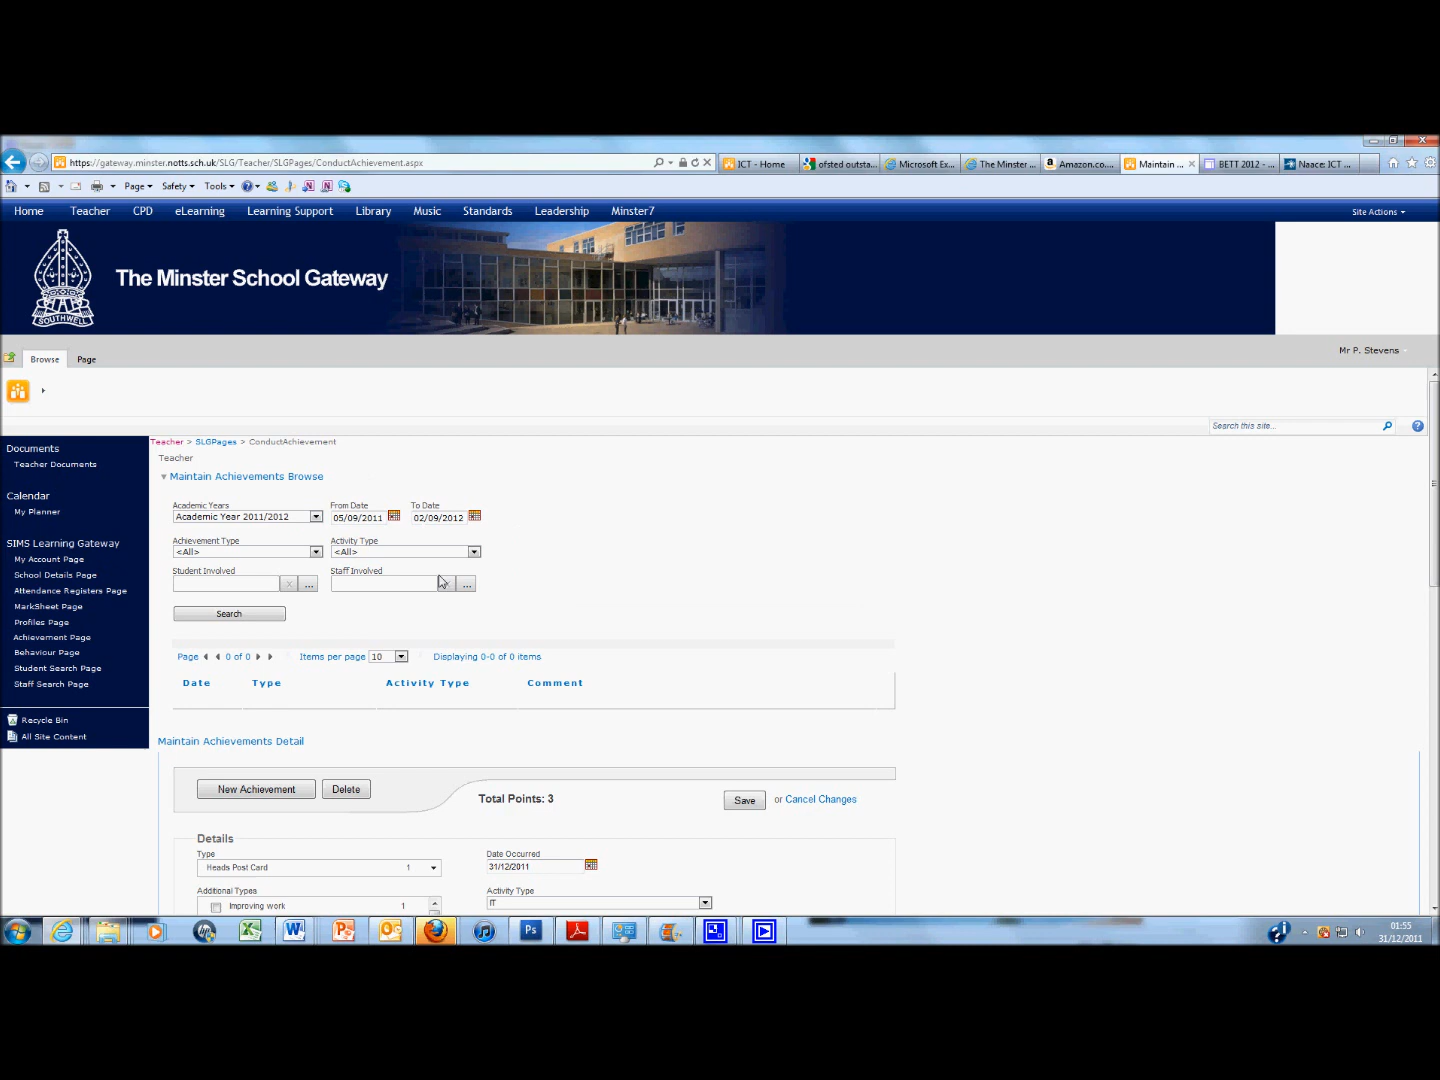 https://gateway.minster.notts.sch.uk/SLG/Teacher/SLGPages/ConductAchievement.aspx
ICT - Home
ofsted outsta...
Microsoft Ex...
The Minster ...
Amazon.co....
Maintain ...
BETT 2012 - ...
Naace: ICT ...
Page
Safety
Tools
Home
Teacher
CPD
eLearning
Learning Support
Library
Music
Standards
Leadership
Minster7
Site Actions
The Minster School Gateway
SOUTHWELL
Browse
Page
Mr P. Stevens
Search this site...
Documents
Teacher Documents
Calendar
My Planner
SIMS Learning Gateway
My Account Page
School Details Page
Attendance Registers Page
MarkSheet Page
Profiles Page
Achievement Page
Behaviour Page
Student Search Page
Staff Search Page
Recycle Bin
All Site Content
Teacher > SLGPages > ConductAchievement
Teacher
Maintain Achievements Browse
Academic Years From Date To Date
Academic Year 2011/2012 05/09/2011 02/09/2012
Achievement Type Activity Type
<All> <All>
Student Involved Staff Involved
x ... ...
Search
Page 0 of 0 Items per page 10 Displaying 0-0 of 0 items
Date Type Activity Type Comment
Maintain Achievements Detail
New Achievement Delete Total Points: 3 Save or Cancel Changes
Details
Type Date Occurred
Heads Post Card 1 31/12/2011
Additional Types Activity Type
Improving work 1 IT
01:55
31/12/2011